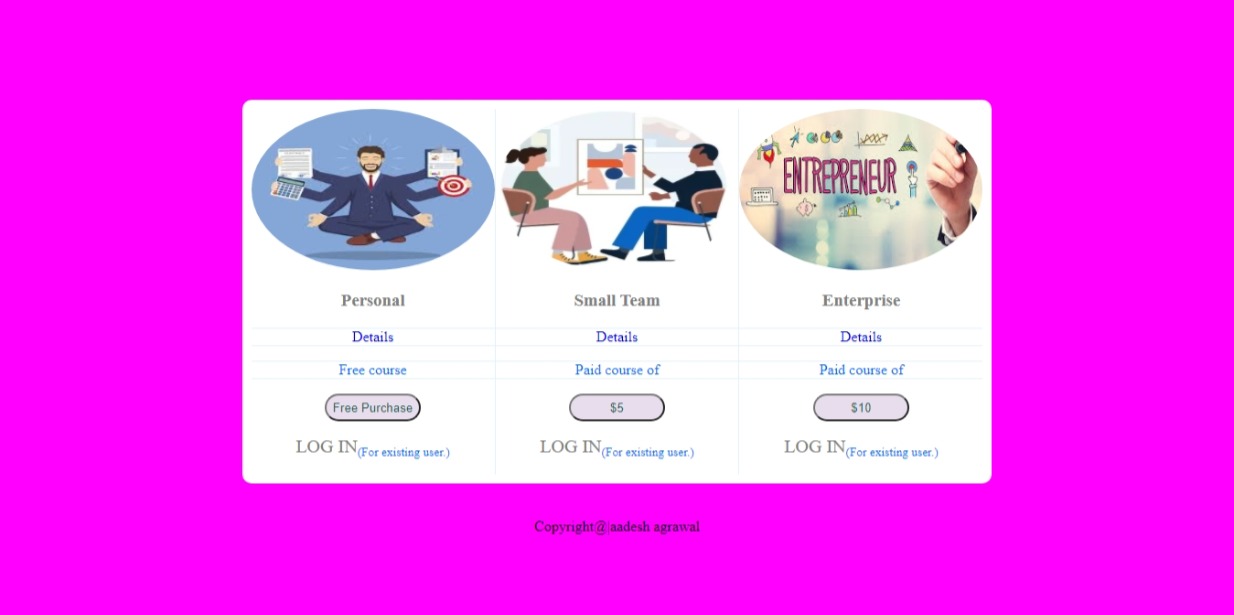 ENTREPRENEUR
Personal
Small Team
Enterprise
Details
Details
Details
Free course
Paid course of
Paid course of
Free Purchase
$5
$10
LOG IN(For existing user.)
LOG IN(For existing user.)
LOG IN(For existing user.)
Copyright@|aadesh agrawal